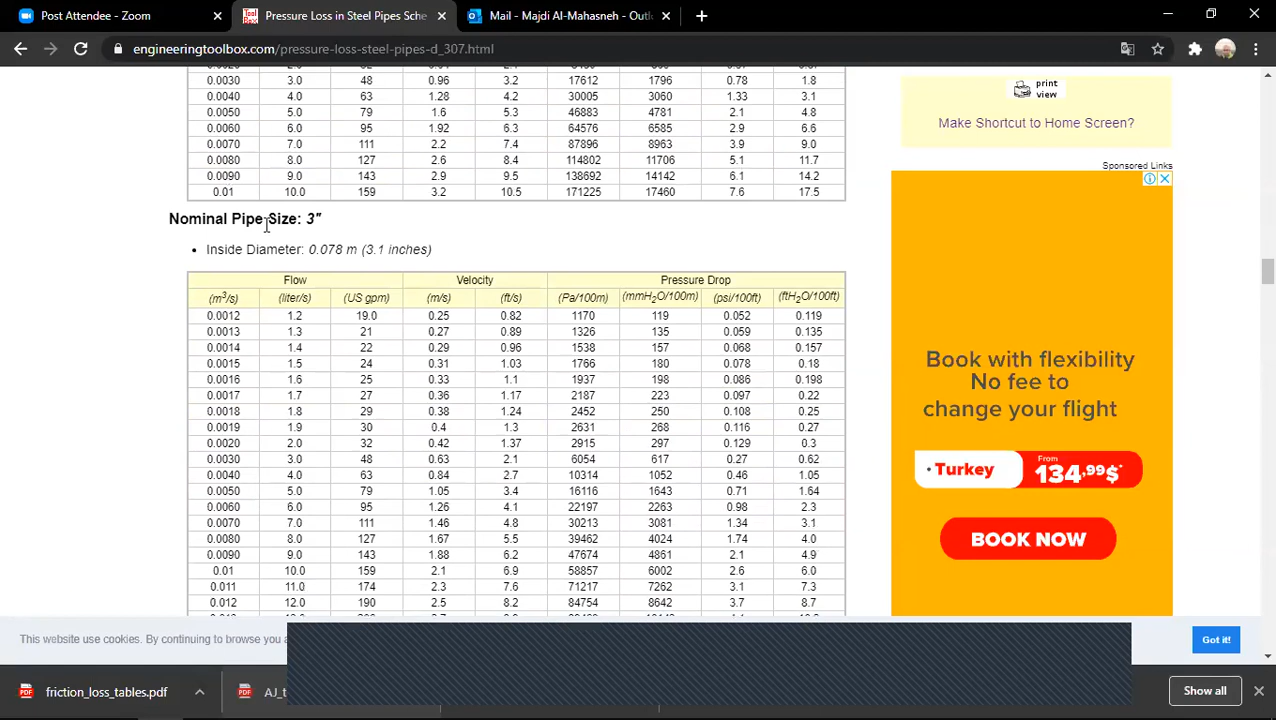 Post Attendee - Zoom
Pressure Loss in Steel Pipes Sche
Mail - Majdi Al-Mahasneh - Outl
engineeringtoolbox.com/pressure-loss-steel-pipes-d_307.html
0.0030 3.0 48 0.96 3.2 17612 1796 0.78 1.8
0.0040 4.0 63 1.28 4.2 30005 3060 1.33 3.1
0.0050 5.0 79 1.6 5.3 46883 4781 2.1 4.8
0.0060 6.0 95 1.92 6.3 64576 6585 2.9 6.6
0.0070 7.0 111 2.2 7.4 87896 8963 3.9 9.0
0.0080 8.0 127 2.6 8.4 114802 11706 5.1 11.7
0.0090 9.0 143 2.9 9.5 138692 14142 6.1 14.2
0.01 10.0 159 3.2 10.5 171225 17460 7.6 17.5
Nominal Pipe Size: 3"
• Inside Diameter: 0.078 m (3.1 inches)
Flow Velocity Pressure Drop
(m3/s) (liter/s) (US gpm) (m/s) (ft/s) (Pa/100m) (mmH2O/100m) (psi/100ft) (ftH2O/100ft)
0.0012 1.2 19.0 0.25 0.82 1170 119 0.052 0.119
0.0013 1.3 21 0.27 0.89 1326 135 0.059 0.135
0.0014 1.4 22 0.29 0.96 1538 157 0.068 0.157
0.0015 1.5 24 0.31 1.03 1766 180 0.078 0.18
0.0016 1.6 25 0.33 1.1 1937 198 0.086 0.198
0.0017 1.7 27 0.36 1.17 2187 223 0.097 0.22
0.0018 1.8 29 0.38 1.24 2452 250 0.108 0.25
0.0019 1.9 30 0.4 1.3 2631 268 0.116 0.27
0.0020 2.0 32 0.42 1.37 2915 297 0.129 0.3
0.0030 3.0 48 0.63 2.1 6054 617 0.27 0.62
0.0040 4.0 63 0.84 2.7 10314 1052 0.46 1.05
0.0050 5.0 79 1.05 3.4 16116 1643 0.71 1.64
0.0060 6.0 95 1.26 4.1 22197 2263 0.98 2.3
0.0070 7.0 111 1.46 4.8 30213 3081 1.34 3.1
0.0080 8.0 127 1.67 5.5 39462 4024 1.74 4.0
0.0090 9.0 143 1.88 6.2 47674 4861 2.1 4.9
0.01 10.0 159 2.1 6.9 58857 6002 2.6 6.0
0.011 11.0 174 2.3 7.6 71217 7262 3.1 7.3
0.012 12.0 190 2.5 8.2 84754 8642 3.7 8.7
print
view
Make Shortcut to Home Screen?
Sponsored Links
Book with flexibility
No fee to
change your flight
• Turkey From 134,99$*
BOOK NOW
This website use cookies. By continuing to browse you a
Got it!
friction_loss_tables.pdf
AJ_t
Show all